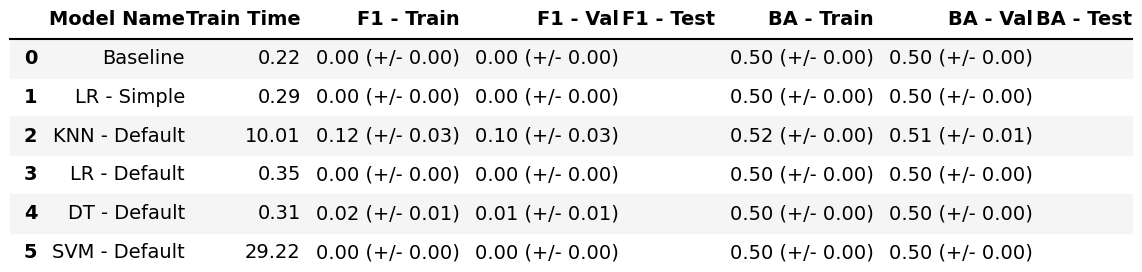 Model Name Train Time F1 - Train F1 - Val F1 - Test BA - Train BA - Val BA - Test
0 Baseline 0.22 0.00 (+/- 0.00) 0.00 (+/- 0.00) 0.50 (+/- 0.00) 0.50 (+/- 0.00)
1 LR - Simple 0.29 0.00 (+/- 0.00) 0.00 (+/- 0.00) 0.50 (+/- 0.00) 0.50 (+/- 0.00)
2 KNN - Default 10.01 0.12 (+/- 0.03) 0.10 (+/- 0.03) 0.52 (+/- 0.00) 0.51 (+/- 0.01)
3 LR - Default 0.35 0.00 (+/- 0.00) 0.00 (+/- 0.00) 0.50 (+/- 0.00) 0.50 (+/- 0.00)
4 DT - Default 0.31 0.02 (+/- 0.01) 0.01 (+/- 0.01) 0.50 (+/- 0.00) 0.50 (+/- 0.00)
5 SVM - Default 29.22 0.00 (+/- 0.00) 0.00 (+/- 0.00) 0.50 (+/- 0.00) 0.50 (+/- 0.00)